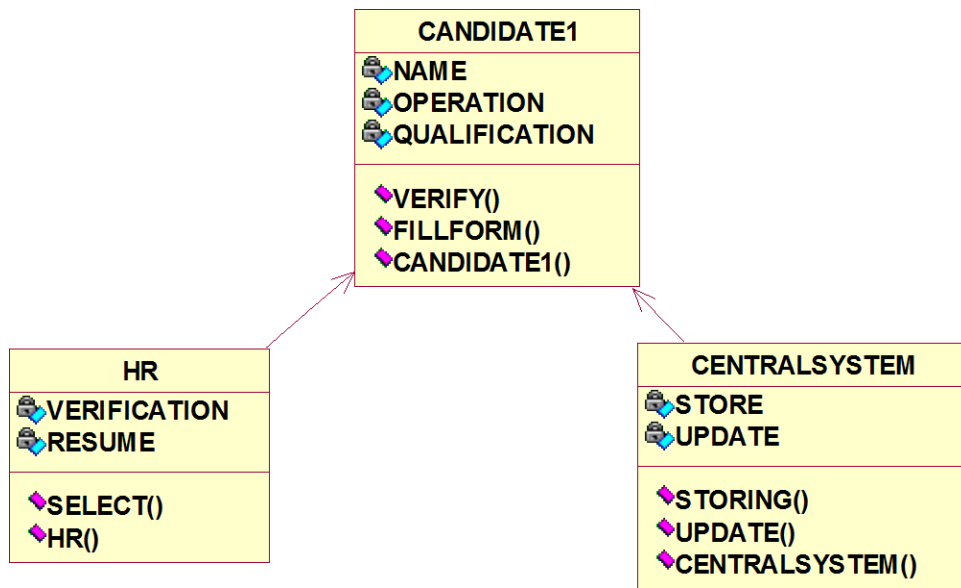 CANDIDATE1
NAME
OPERATION
QUALIFICATION
VERIFY()
FILLFORM()
CANDIDATE1()
HR
VERIFICATION
RESUME
SELECT()
HR()
CENTRALSYSTEM
STORE
UPDATE
STORING()
UPDATE()
CENTRALSYSTEM()